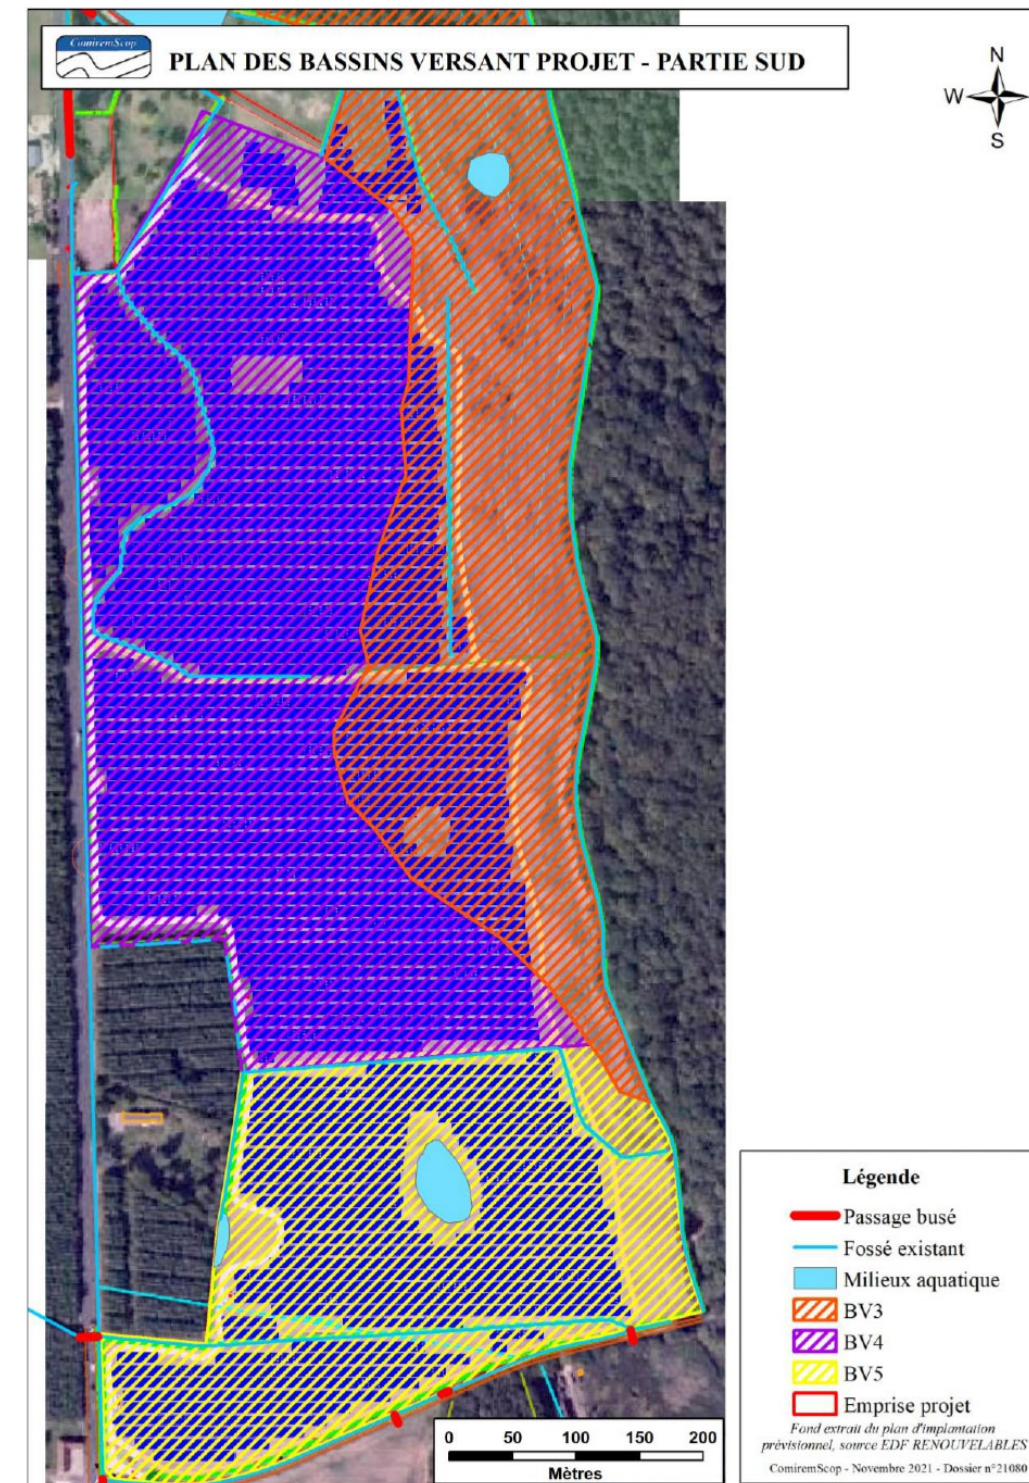 ComiremScop
PLAN DES BASSINS VERSANT PROJET - PARTIE SUD
N
W
S
Légende
Passage busé
Fossé existant
Milieux aquatique
BV3
BV4
BV5
Emprise projet
Fond extrait du plan d'implantation
prévisionnel, source EDF RENOUVELABLES
ComiremScop - Novembre 2021 - Dossier n°21080
0 50 100 150 200
Mètres